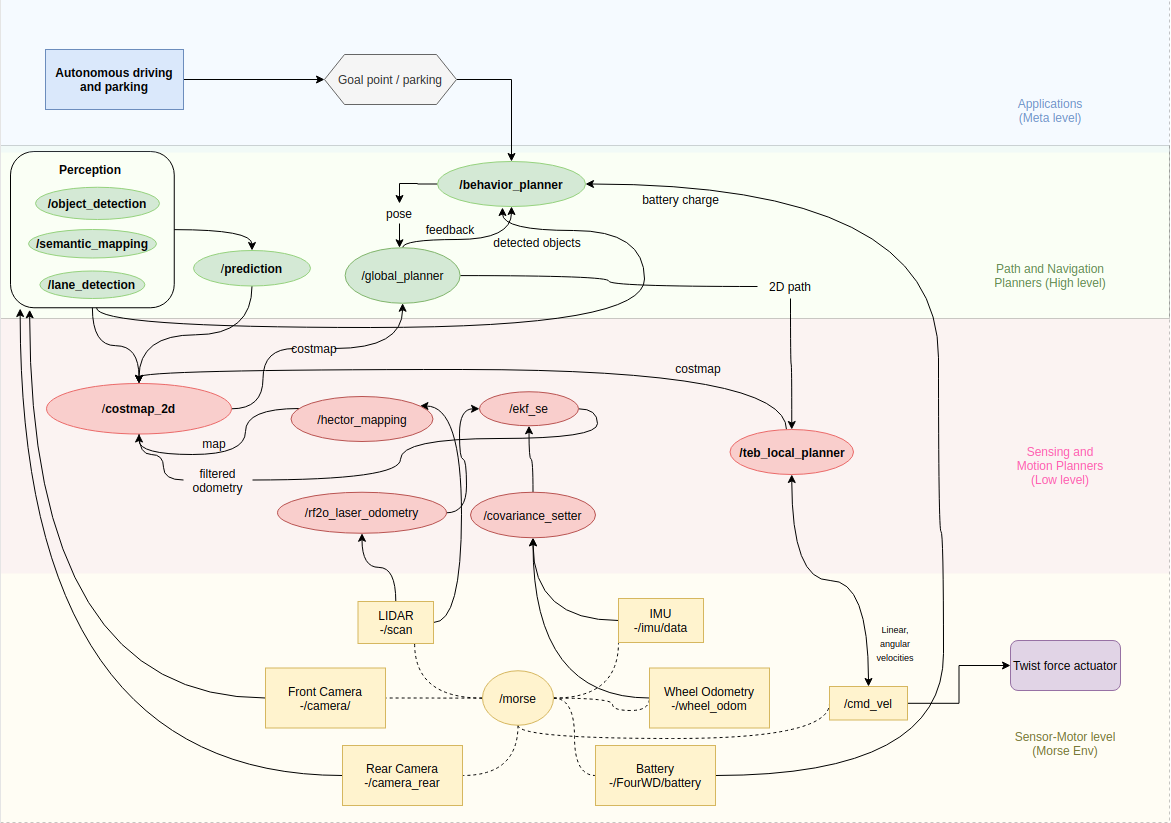 Autonomous driving
and parking
Goal point / parking
Applications
(Meta level)
Perception
/object_detection
/semantic_mapping
/lane_detection
/prediction
/behavior_planner
pose
feedback
detected objects
battery charge
/global_planner
2D path
Path and Navigation
Planners (High level)
costmap
costmap
/costmap_2d
/hector_mapping
/ekf_se
map
filtered
odometry
/teb_local_planner
Sensing and
Motion Planners
(Low level)
/rf2o_laser_odometry
/covariance_setter
LIDAR
-/scan
IMU
-/imu/data
Linear,
angular
velocities
Twist force actuator
Front Camera
-/camera/
/morse
Wheel Odometry
-/wheel_odom
/cmd_vel
Sensor-Motor level
(Morse Env)
Rear Camera
-/camera_rear
Battery
-/FourWD/battery